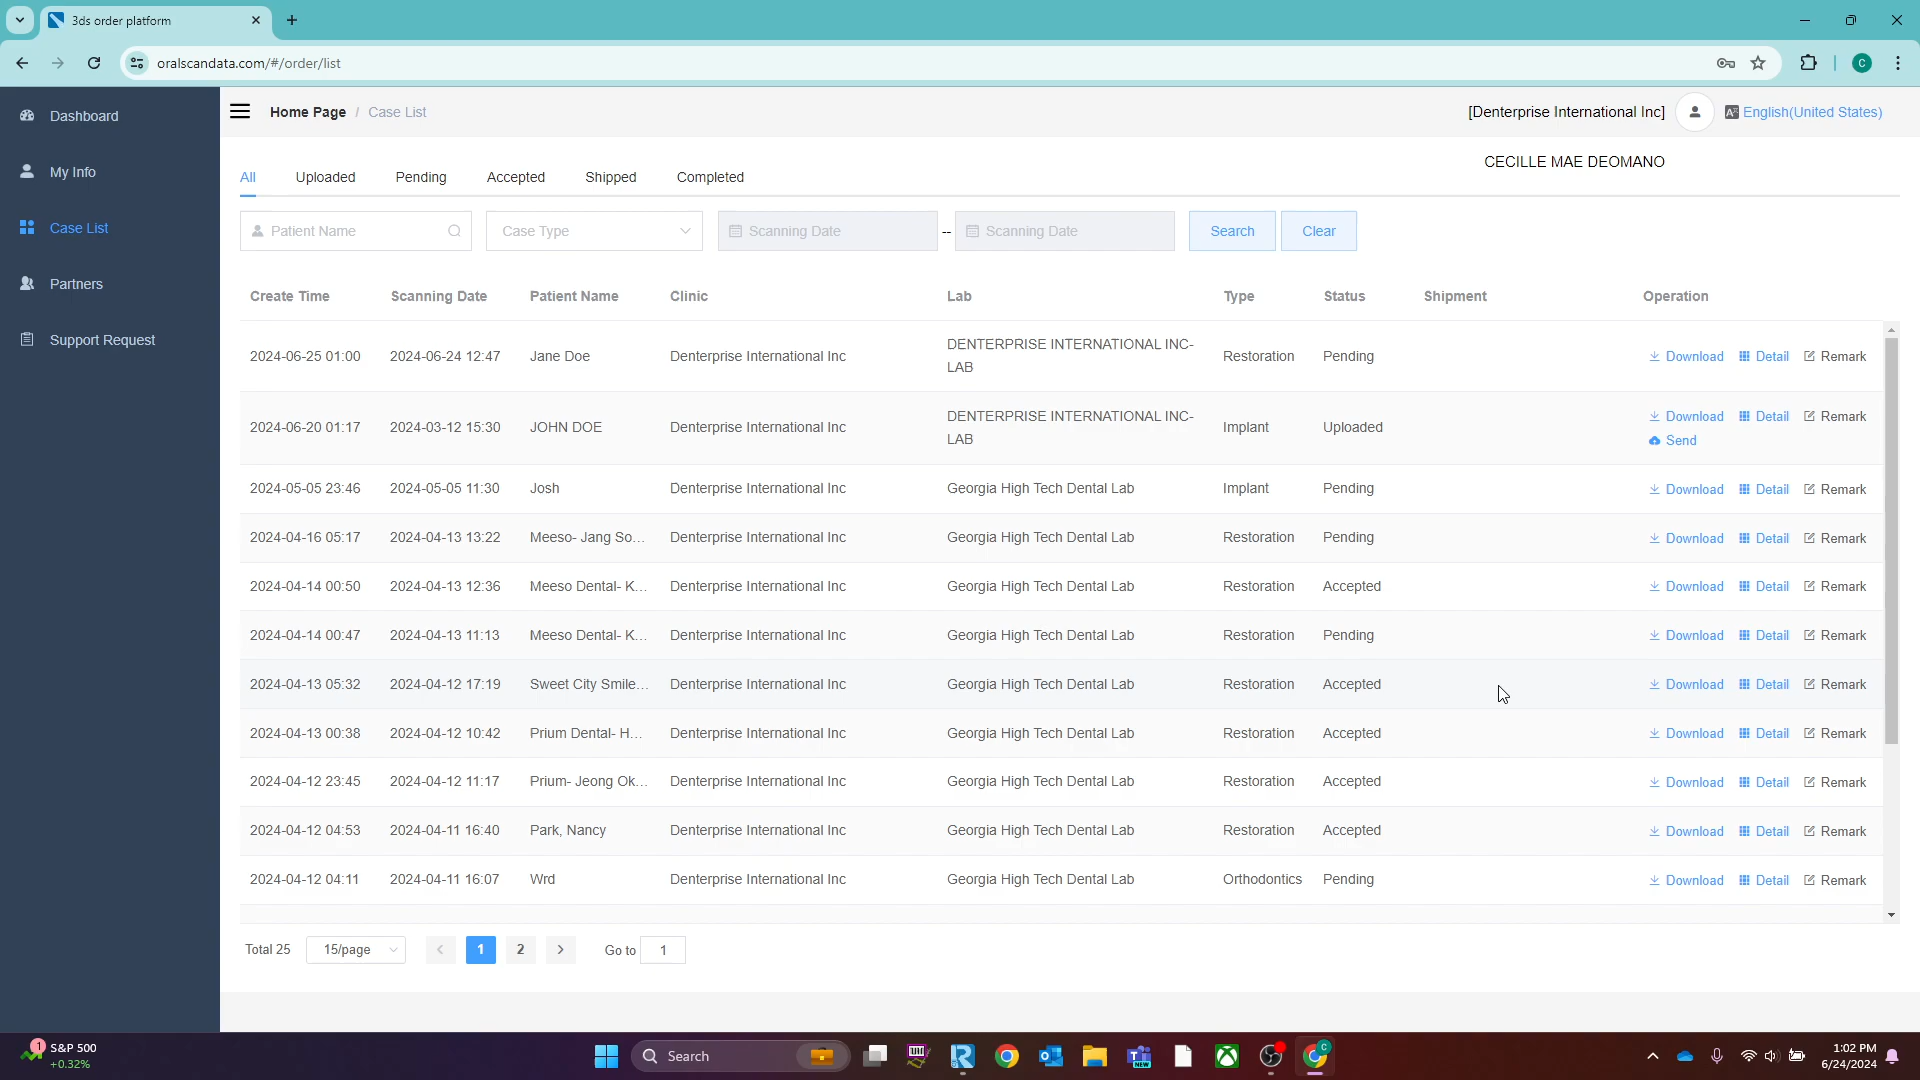 3ds order platform
oralscandata.com/#/order/list
C
Dashboard
My Info
Case List
Partners
Support Request
Home Page / Case List
[Denterprise International Inc]
English(United States)
CECILLE MAE DEOMANO
All Uploaded Pending Accepted Shipped Completed
Patient Name Case Type Scanning Date -- Scanning Date Search Clear
Create Time Scanning Date Patient Name Clinic Lab Type Status Shipment Operation
2024-06-25 01:00 2024-06-24 12:47 Jane Doe Denterprise International Inc DENTERPRISE INTERNATIONAL INC-
LAB Restoration Pending Download Detail Remark
2024-06-20 01:17 2024-03-12 15:30 JOHN DOE Denterprise International Inc DENTERPRISE INTERNATIONAL INC-
LAB Implant Uploaded Download Detail Remark
Send
2024-05-05 23:46 2024-05-05 11:30 Josh Denterprise International Inc Georgia High Tech Dental Lab Implant Pending Download Detail Remark
2024-04-16 05:17 2024-04-13 13:22 Meeso- Jang So... Denterprise International Inc Georgia High Tech Dental Lab Restoration Pending Download Detail Remark
2024-04-14 00:50 2024-04-13 12:36 Meeso Dental- K... Denterprise International Inc Georgia High Tech Dental Lab Restoration Accepted Download Detail Remark
2024-04-14 00:47 2024-04-13 11:13 Meeso Dental- K... Denterprise International Inc Georgia High Tech Dental Lab Restoration Pending Download Detail Remark
2024-04-13 05:32 2024-04-12 17:19 Sweet City Smile... Denterprise International Inc Georgia High Tech Dental Lab Restoration Accepted Download Detail Remark
2024-04-13 00:38 2024-04-12 10:42 Prium Dental- H... Denterprise International Inc Georgia High Tech Dental Lab Restoration Accepted Download Detail Remark
2024-04-12 23:45 2024-04-12 11:17 Prium- Jeong Ok... Denterprise International Inc Georgia High Tech Dental Lab Restoration Accepted Download Detail Remark
2024-04-12 04:53 2024-04-11 16:40 Park, Nancy Denterprise International Inc Georgia High Tech Dental Lab Restoration Accepted Download Detail Remark
2024-04-12 04:11 2024-04-11 16:07 Wrd Denterprise International Inc Georgia High Tech Dental Lab Orthodontics Pending Download Detail Remark
Total 25 15/page 1 2 Go to 1
1 S&P 500
+0.32%
Search
NEW
C
1:02 PM
6/24/2024